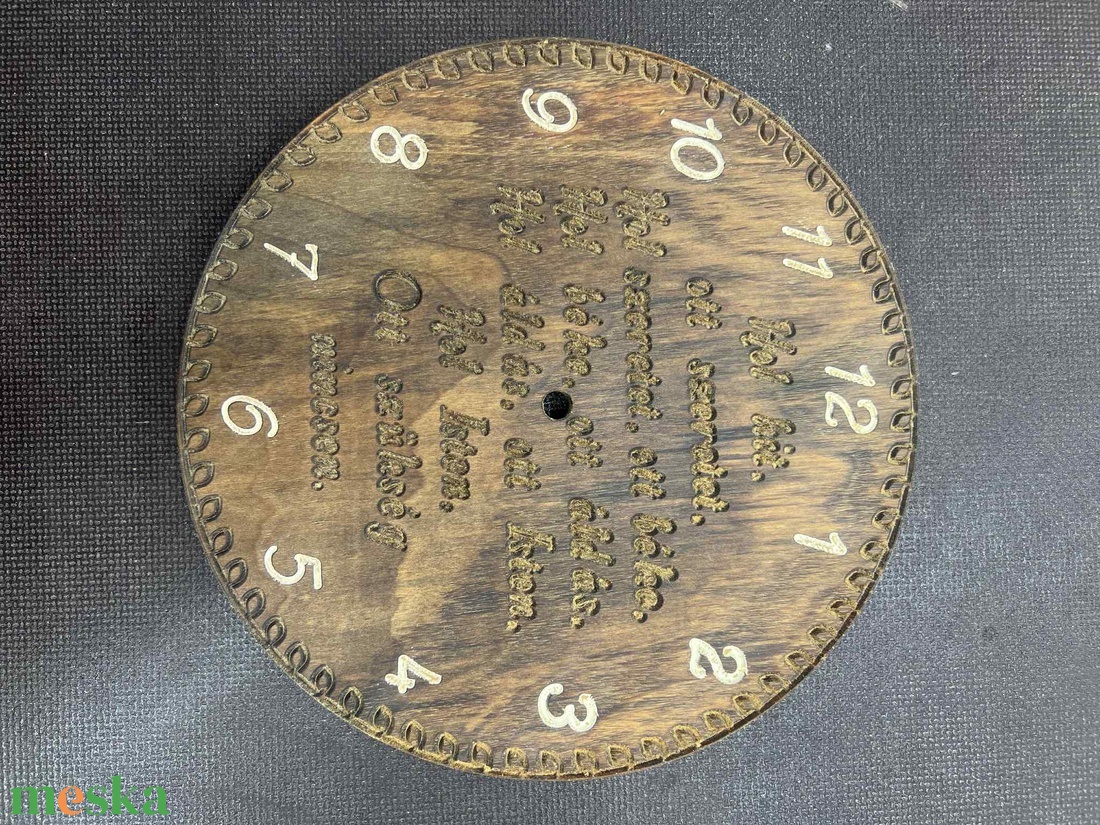 12
11 1
Hol hit,
ott szeretet.
10 2
Hol szeretet, ott béke,
Hol béke, ott áldás,
9 3
Hol áldás, ott Isten.
Hol Isten,
8 4
Ott szükség
nincsen.
7 5
6
meska